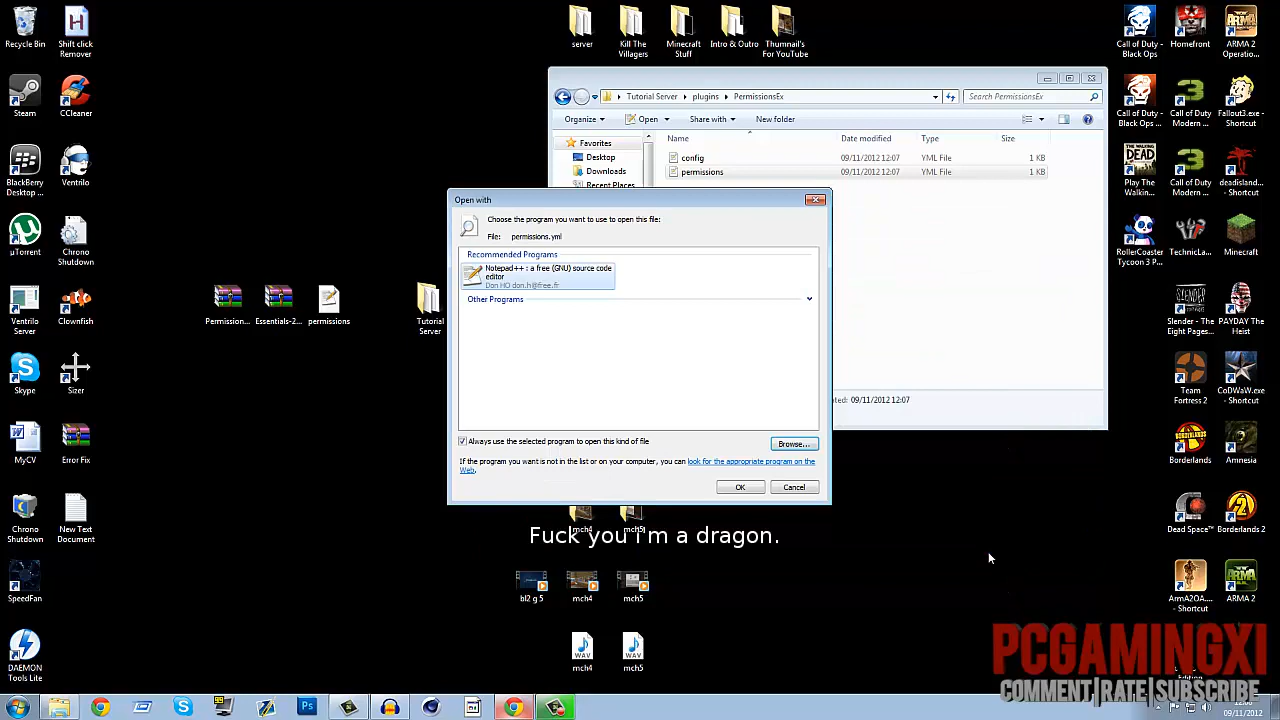 Recycle Bin
Shift click
Remover
server
Kill The
Villagers
Minecraft
Stuff
Intro & Outro
Thumnail's
For YouTube
Call of Duty -
Black Ops
Homefront
ARMA 2
Operatio...
Tutorial Server
plugins
PermissionsEx
Search PermissionsEx
Organize
Open
Share with
New folder
Name
Date modified
Type
Size
Favorites
Desktop
Downloads
Recent Places
config
09/11/2012 12:07
YML File
1 KB
permissions
09/11/2012 12:07
YML File
1 KB
Steam
CCleaner
Call of Duty -
Black Ops
Call of Duty
Modern ...
Fallout3.exe -
Shortcut
BlackBerry
Desktop ...
Ventrilo
Play The
Walkin...
Call of Duty
Modern ...
deadisland...
- Shortcut
Open with
Choose the program you want to use to open this file:
File: permissions.yml
Recommended Programs
Notepad++ : a free (GNU) source code
editor
Don HO don.h@free.fr
Other Programs
Always use the selected program to open this kind of file
Browse...
If the program you want is not in the list or on your computer, you can look for the appropriate program on the
Web.
OK
Cancel
09/11/2012 12:07
µTorrent
Chrono
Shutdown
RollerCoaster
Tycoon 3 P...
TechnicLa...
Minecraft
Ventrilo
Server
Clownfish
Permission...
Essentials-2...
permissions
Tutorial
Server
Slender - The
Eight Pages...
PAYDAY The
Heist
Skype
Sizer
Team
Fortress 2
CoDWaW.exe
- Shortcut
MyCV
Error Fix
Borderlands
Amnesia
Chrono
Shutdown
New Text
Document
mch4
mch5
Dead Space™
Borderlands 2
Fuck you i'm a dragon.
SpeedFan
bl2 g 5
mch4
mch5
ArmA2OA....
- Shortcut
ARMA 2
DAEMON
Tools Lite
WAV
mch4
WAV
mch5
PCGAMINGXI
COMMENT|RATE|SUBSCRIBE
Ps
09/11/2012